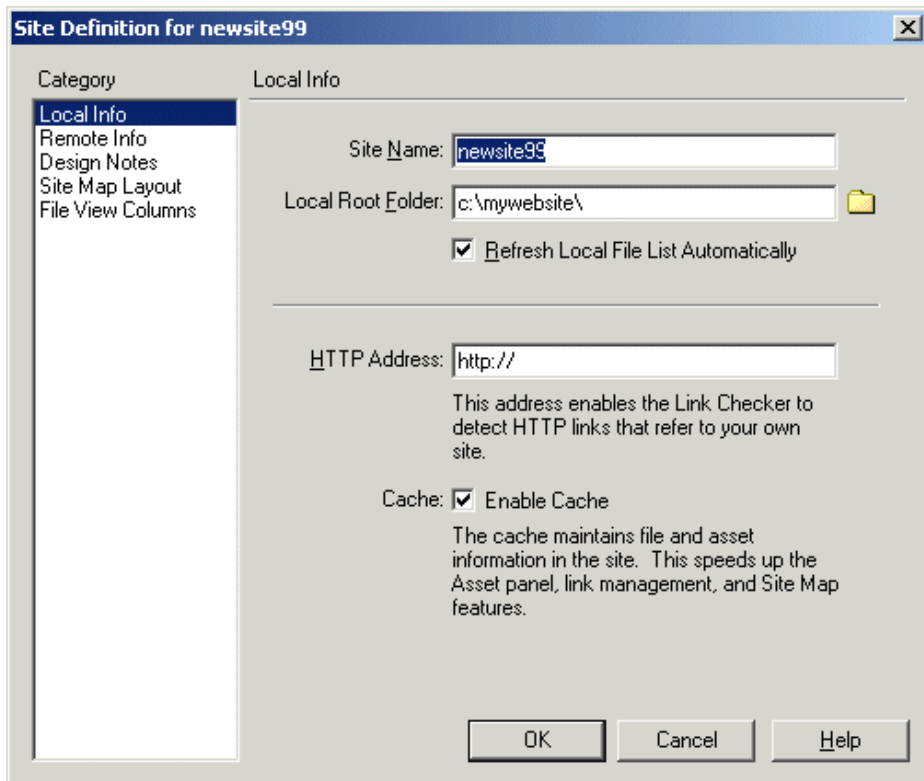 Site Definition for newsite99
Category
Local Info
Remote Info
Design Notes
Site Map Layout
File View Columns
Local Info
Site Name: newsite99
Local Root Folder: c:\mywebsite\
Refresh Local File List Automatically
HTTP Address: http://
This address enables the Link Checker to
detect HTTP links that refer to your own
site.
Cache: Enable Cache
The cache maintains file and asset
information in the site.  This speeds up the
Asset panel, link management, and Site Map
features.
OK Cancel Help